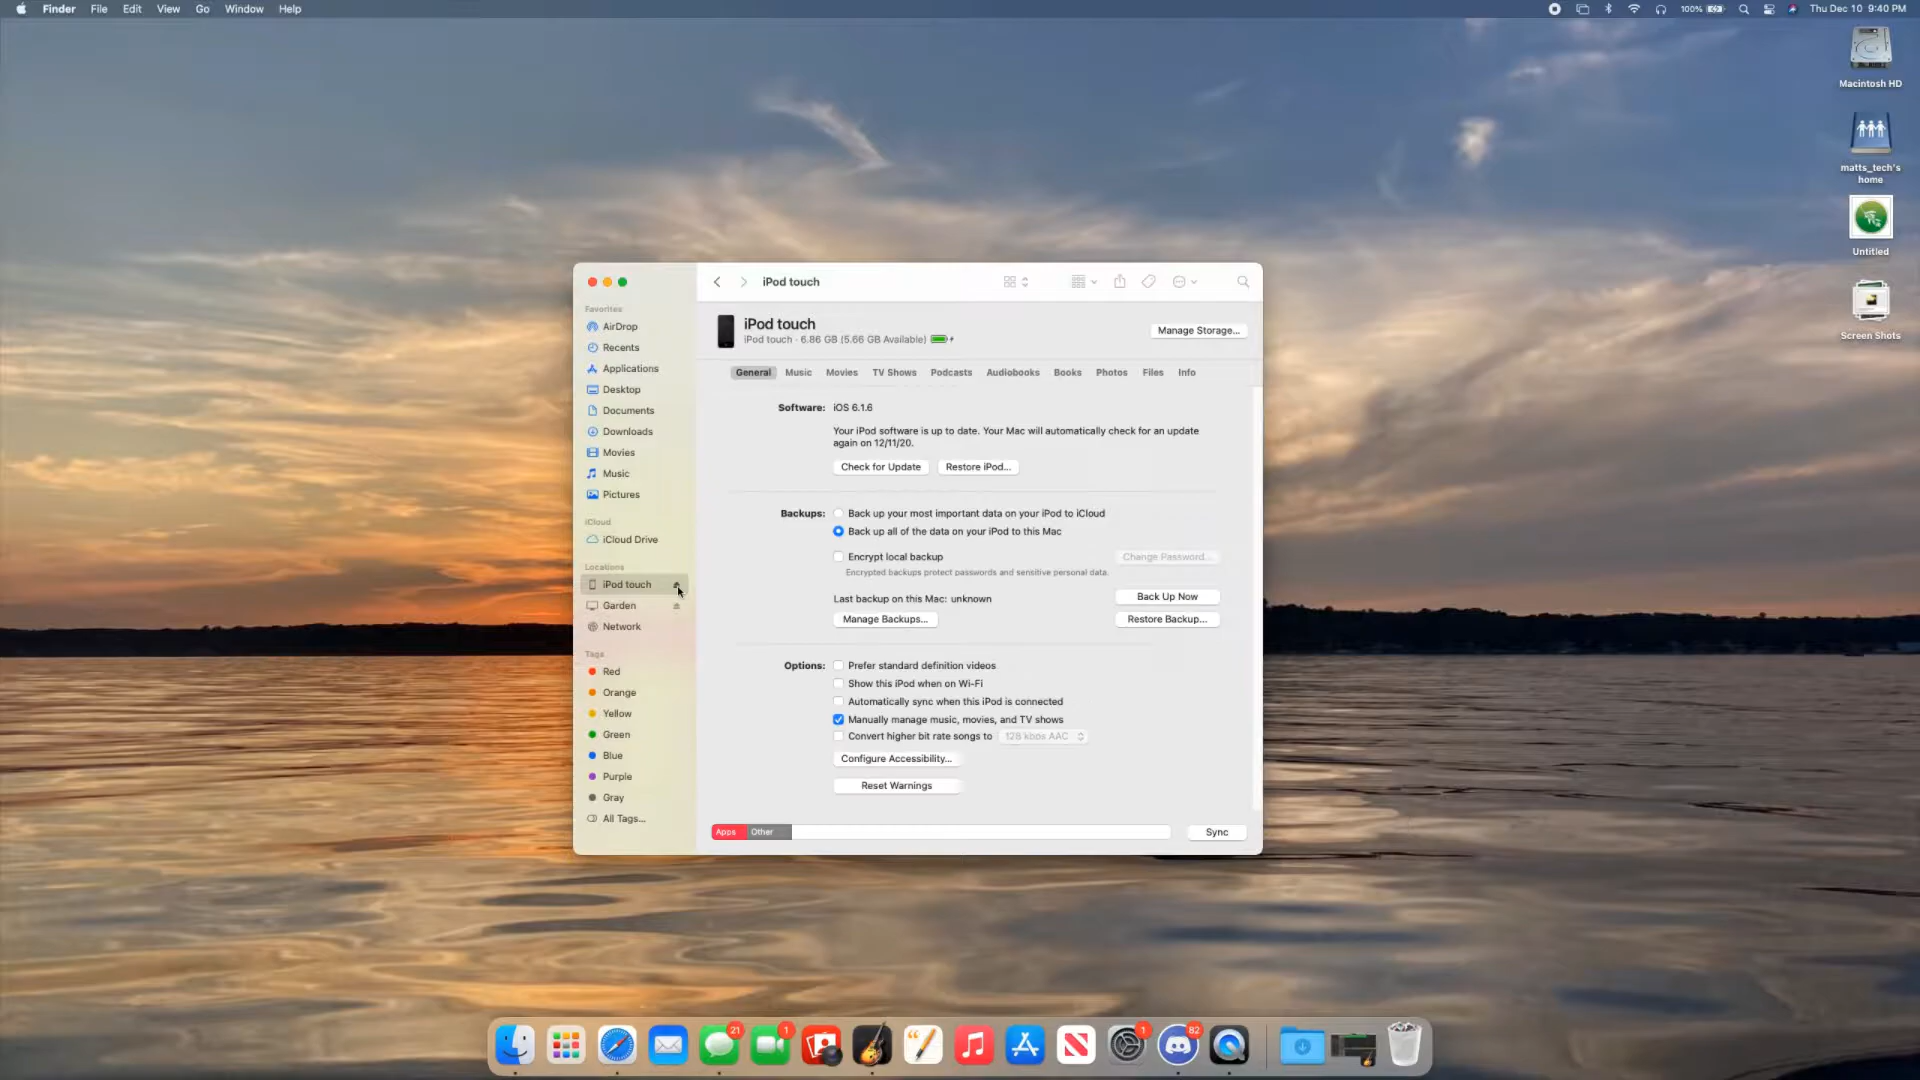 Finder File Edit View Go Window Help
100% Thu Dec 10 9:40 PM
Macintosh HD
matts_tech's
home
Untitled
Screen Shots
iPod touch
Favorites
AirDrop
Recents
Applications
Desktop
Documents
Downloads
Movies
Music
Pictures
iCloud
iCloud Drive
Locations
iPod touch
Garden
Network
Tags
Red
Orange
Yellow
Green
Blue
Purple
Gray
All Tags...
iPod touch
iPod touch · 6.86 GB (5.66 GB Available)
Manage Storage...
General Music Movies TV Shows Podcasts Audiobooks Books Photos Files Info
Software: iOS 6.1.6
Your iPod software is up to date. Your Mac will automatically check for an update
again on 12/11/20.
Check for Update Restore iPod...
Backups: Back up your most important data on your iPod to iCloud
Back up all of the data on your iPod to this Mac
Encrypt local backup Change Password...
Encrypted backups protect passwords and sensitive personal data.
Last backup on this Mac: unknown Back Up Now
Manage Backups... Restore Backup...
Options: Prefer standard definition videos
Show this iPod when on Wi-Fi
Automatically sync when this iPod is connected
Manually manage music, movies, and TV shows
Convert higher bit rate songs to 128 kbps AAC
Configure Accessibility...
Reset Warnings
Apps Other Sync
21 1 1 82